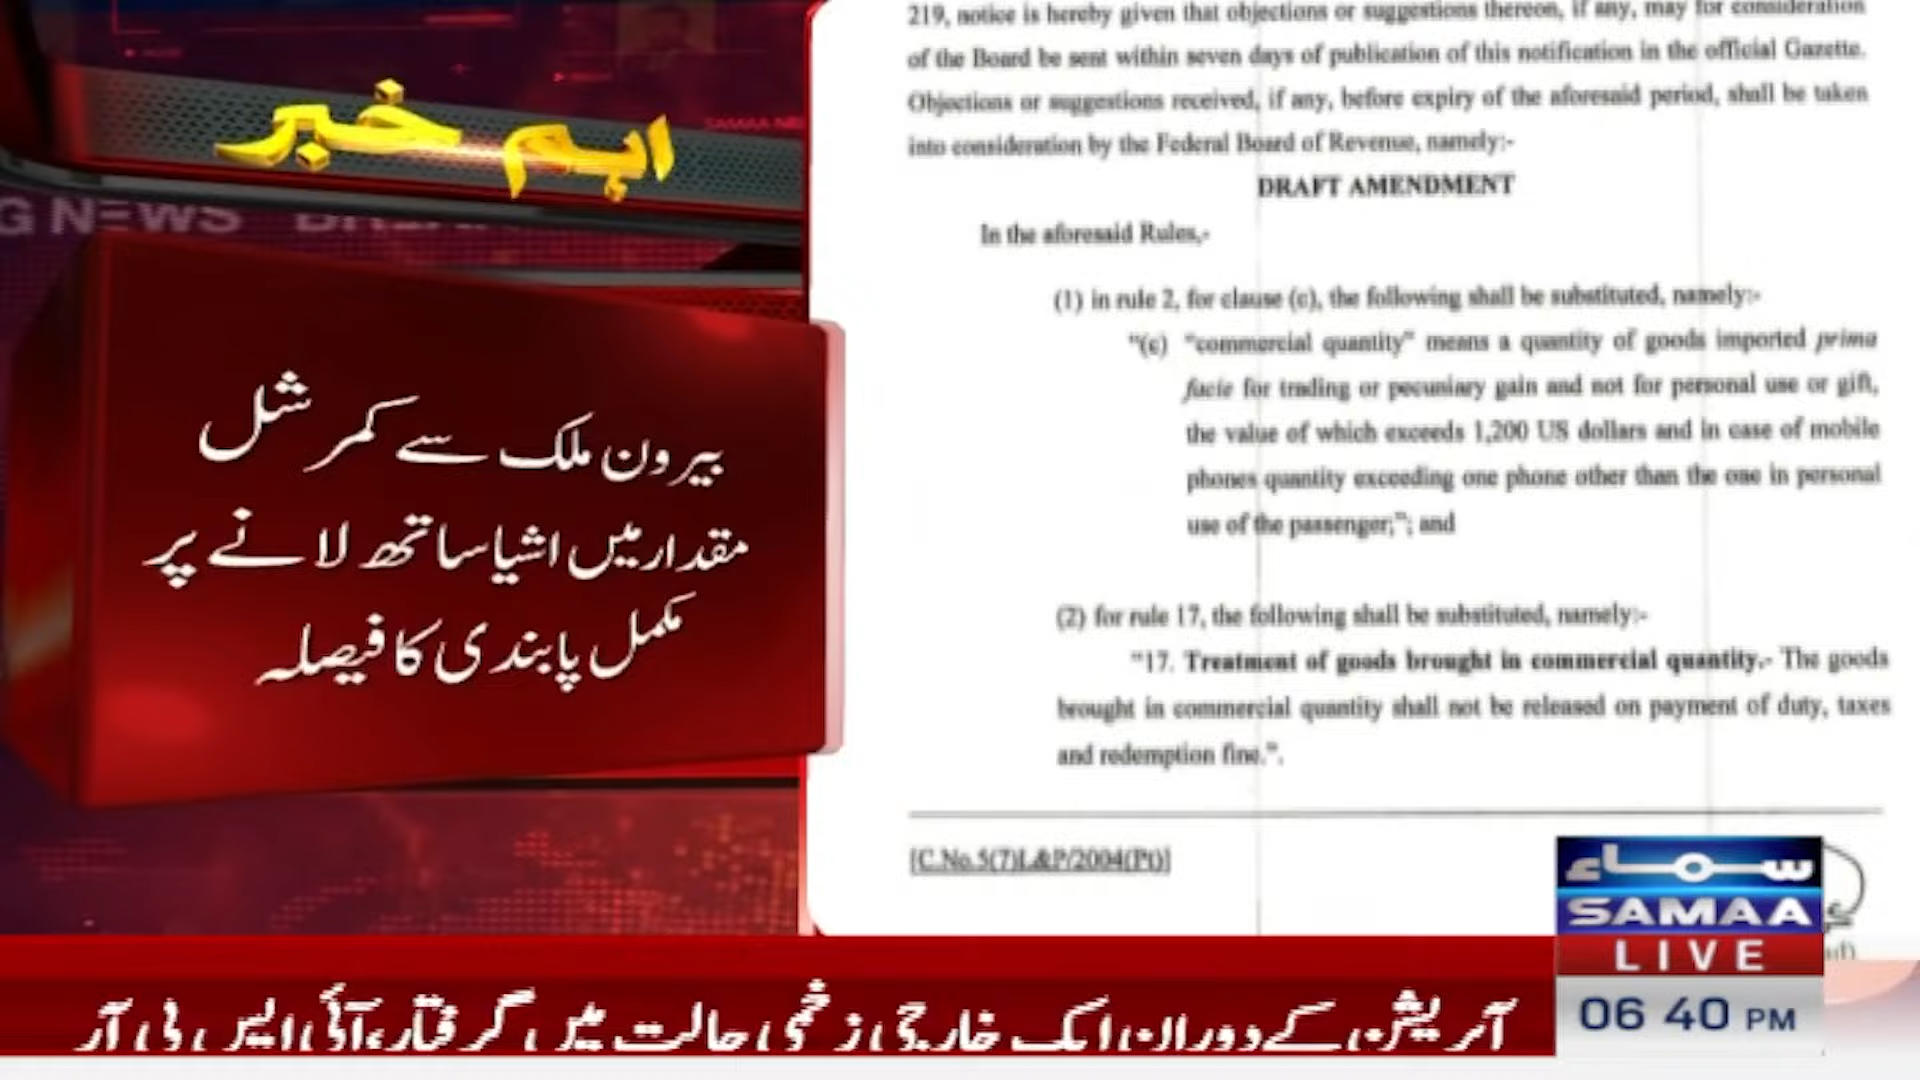 اہم خبر
G NEWS
بیرون ملک سے کمرشل
مقدار میں اشیا ساتھ لانے پر
مکمل پابندی کا فیصلہ
219, notice is hereby given that objections or suggestions thereon, if any, may for consideration
of the Board be sent within seven days of publication of this notification in the official Gazette.
Objections or suggestions received, if any, before expiry of the aforesaid period, shall be taken
into consideration by the Federal Board of Revenue, namely:-
DRAFT AMENDMENT
In the aforesaid Rules,-
(1) in rule 2, for clause (c), the following shall be substituted, namely:-
"(c) "commercial quantity" means a quantity of goods imported prima
facie for trading or pecuniary gain and not for personal use or gift,
the value of which exceeds 1,200 US dollars and in case of mobile
phones quantity exceeding one phone other than the one in personal
use of the passenger;"; and
(2) for rule 17, the following shall be substituted, namely:-
"17. Treatment of goods brought in commercial quantity.- The goods
brought in commercial quantity shall not be released on payment of duty, taxes
and redemption fine.".
[C.No.5(7)L&P/2004(Pt)]
سماء
SAMAA
LIVE
06 40 PM
آپریشن کے دوران ایک خارجی زخمی حالت میں گرفتار، آئی ایس پی آر